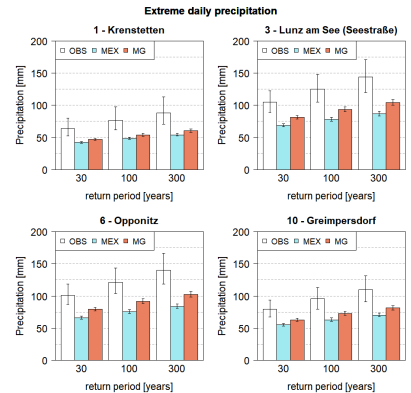 Extreme daily precipitation
1 - Krenstetten
Precipitation [mm]
200
150
100
50
0
OBS MEX MG
30 100 300
return period [years]
3 - Lunz am See (Seestraße)
Precipitation [mm]
200
150
100
50
0
OBS MEX MG
30 100 300
return period [years]
6 - Opponitz
Precipitation [mm]
200
150
100
50
0
OBS MEX MG
30 100 300
return period [years]
10 - Greimpersdorf
Precipitation [mm]
200
150
100
50
0
OBS MEX MG
30 100 300
return period [years]